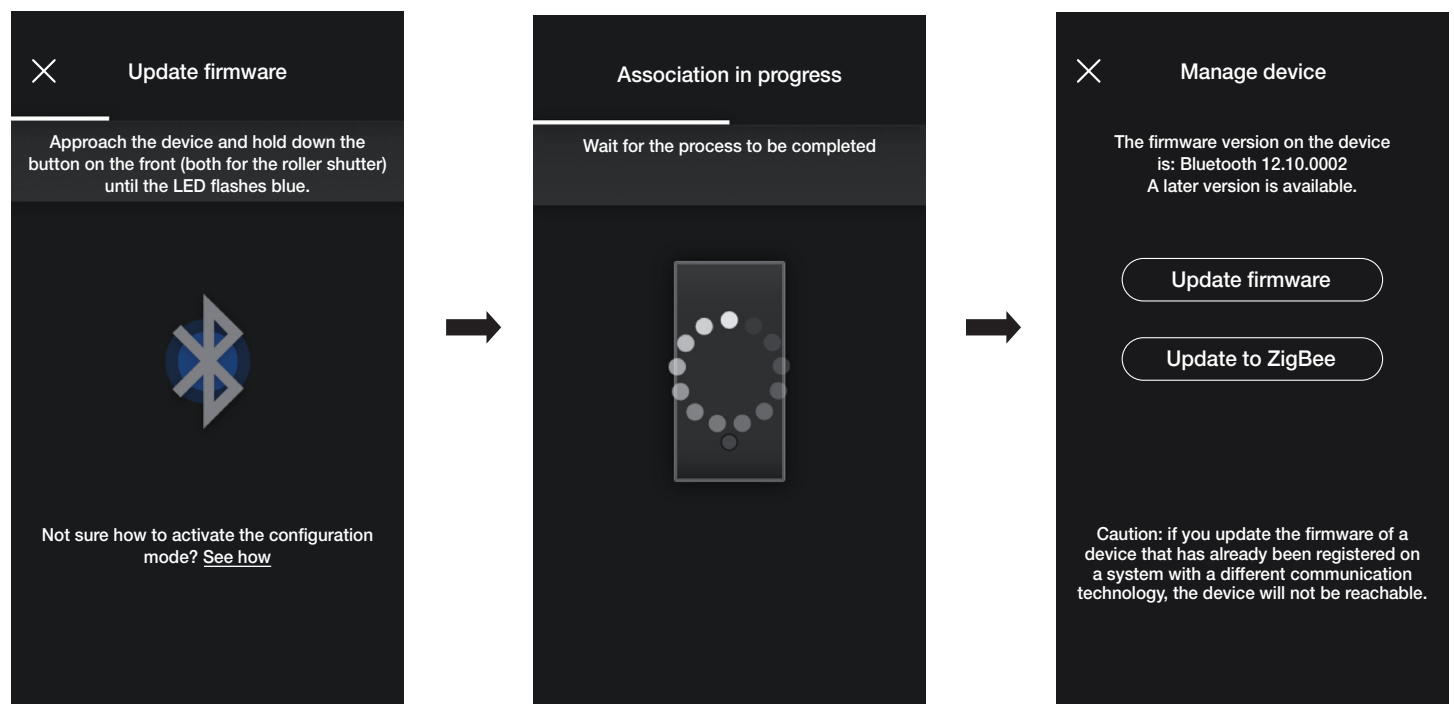 Update firmware
Approach the device and hold down the
button on the front (both for the roller shutter)
until the LED flashes blue.
Not sure how to activate the configuration
mode? See how
Association in progress
Wait for the process to be completed
Manage device
The firmware version on the device
is: Bluetooth 12.10.0002
A later version is available.
Update firmware
Update to ZigBee
Caution: if you update the firmware of a
device that has already been registered on
a system with a different communication
technology, the device will not be reachable.